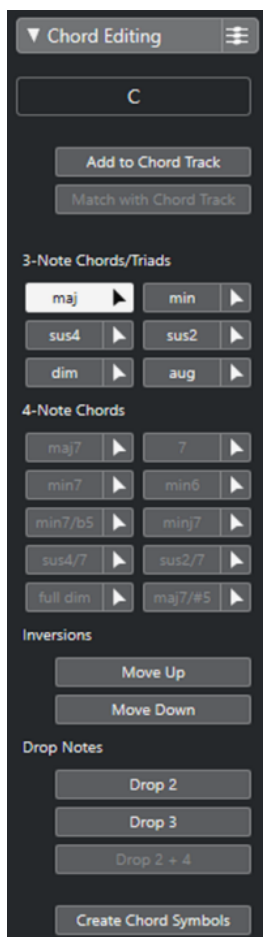 Chord Editing
C
Add to Chord Track
Match with Chord Track
3-Note Chords/Triads
maj min
sus4 sus2
dim aug
4-Note Chords
maj7 7
min7 min6
min7/b5 minj7
sus4/7 sus2/7
full dim maj7/#5
Inversions
Move Up
Move Down
Drop Notes
Drop 2
Drop 3
Drop 2 + 4
Create Chord Symbols